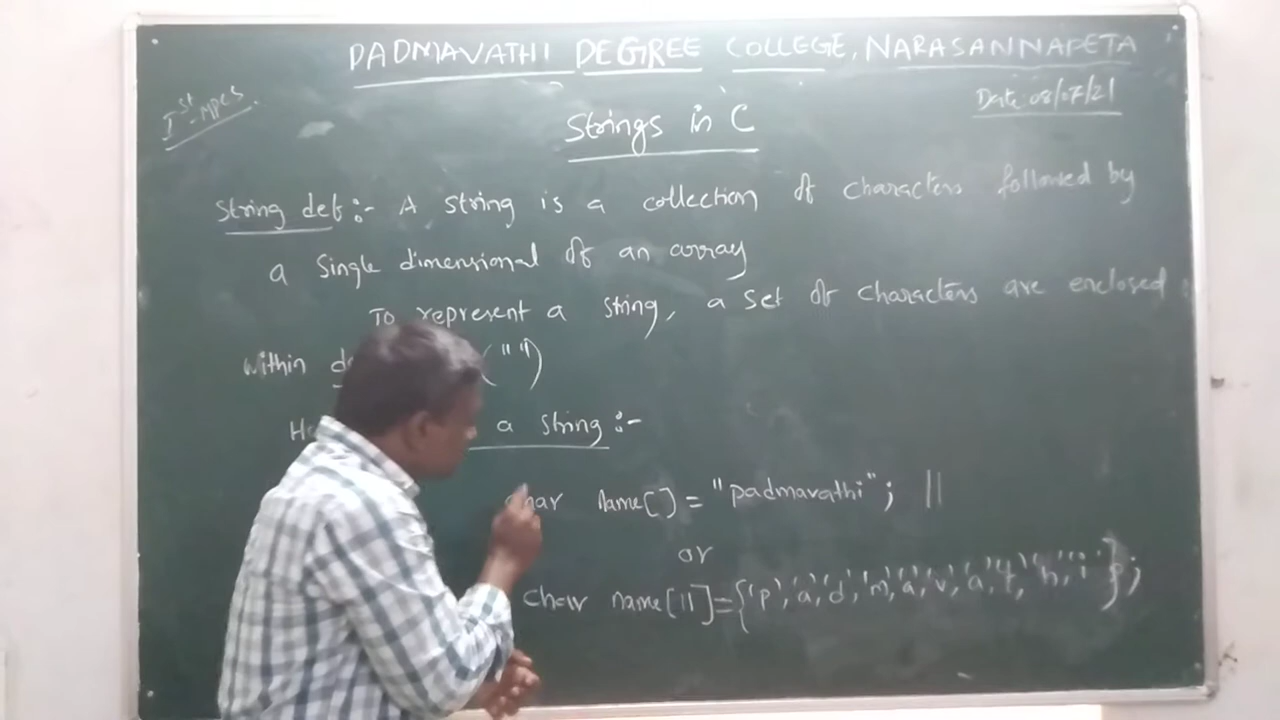 PADMAVATHI DEGREE COLLEGE, NARASANNAPETA
Ist MPCS
Date: 08/07/21
Strings in C
String def:- A string is a collection of characters followed by
a single dimensional of an array
To represent a string, a set of characters are enclosed
within (" ")
a string:-
char name[] = "padmavathi"; ||
or
char name[11]={'p','a','d','m','a','v','a','t','h','i'};